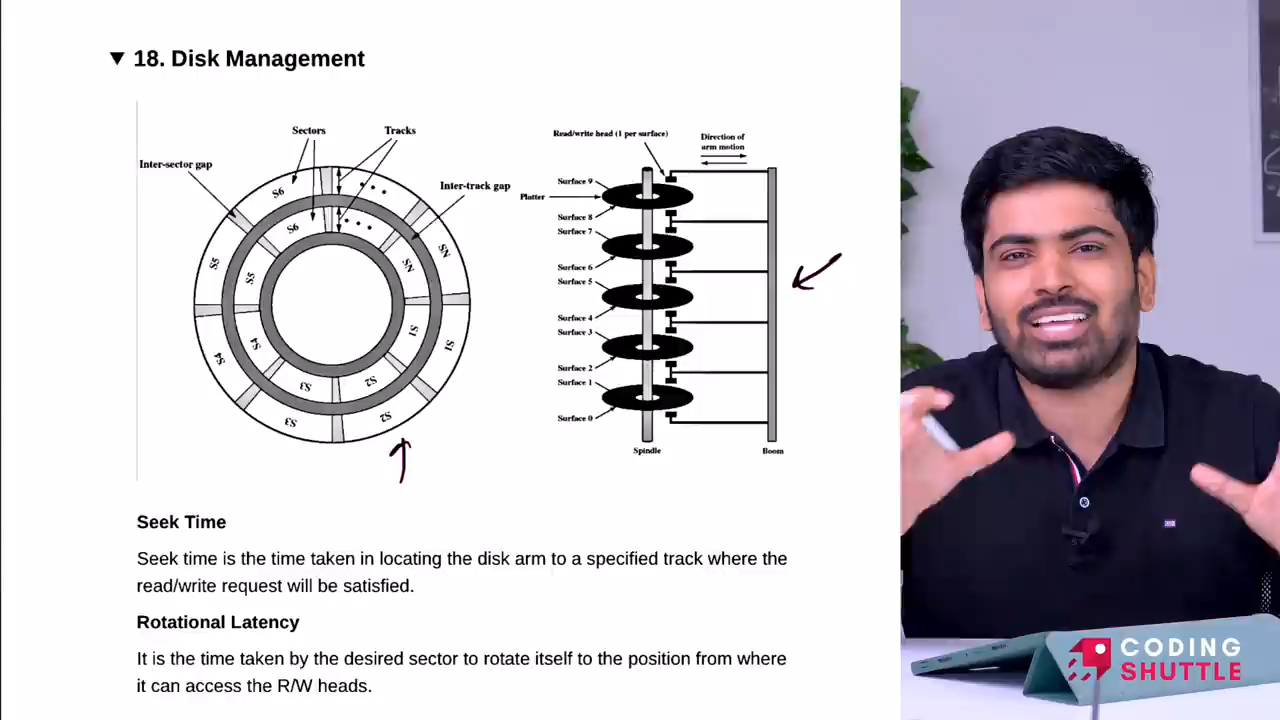 ▼ 18. Disk Management
Sectors
Tracks
Inter-sector gap
Inter-track gap
S6
S6
• • •
• • •
SN
SN
S5
S5
S1
S1
S4
S4
S3
S3
S2
S2
Read/write head (1 per surface)
Direction of
arm motion
Surface 9
Platter
Surface 8
Surface 7
Surface 6
Surface 5
Surface 4
Surface 3
Surface 2
Surface 1
Surface 0
Spindle
Boom
Seek Time
Seek time is the time taken in locating the disk arm to a specified track where the
read/write request will be satisfied.
Rotational Latency
It is the time taken by the desired sector to rotate itself to the position from where
it can access the R/W heads.
CODING
SHUTTLE